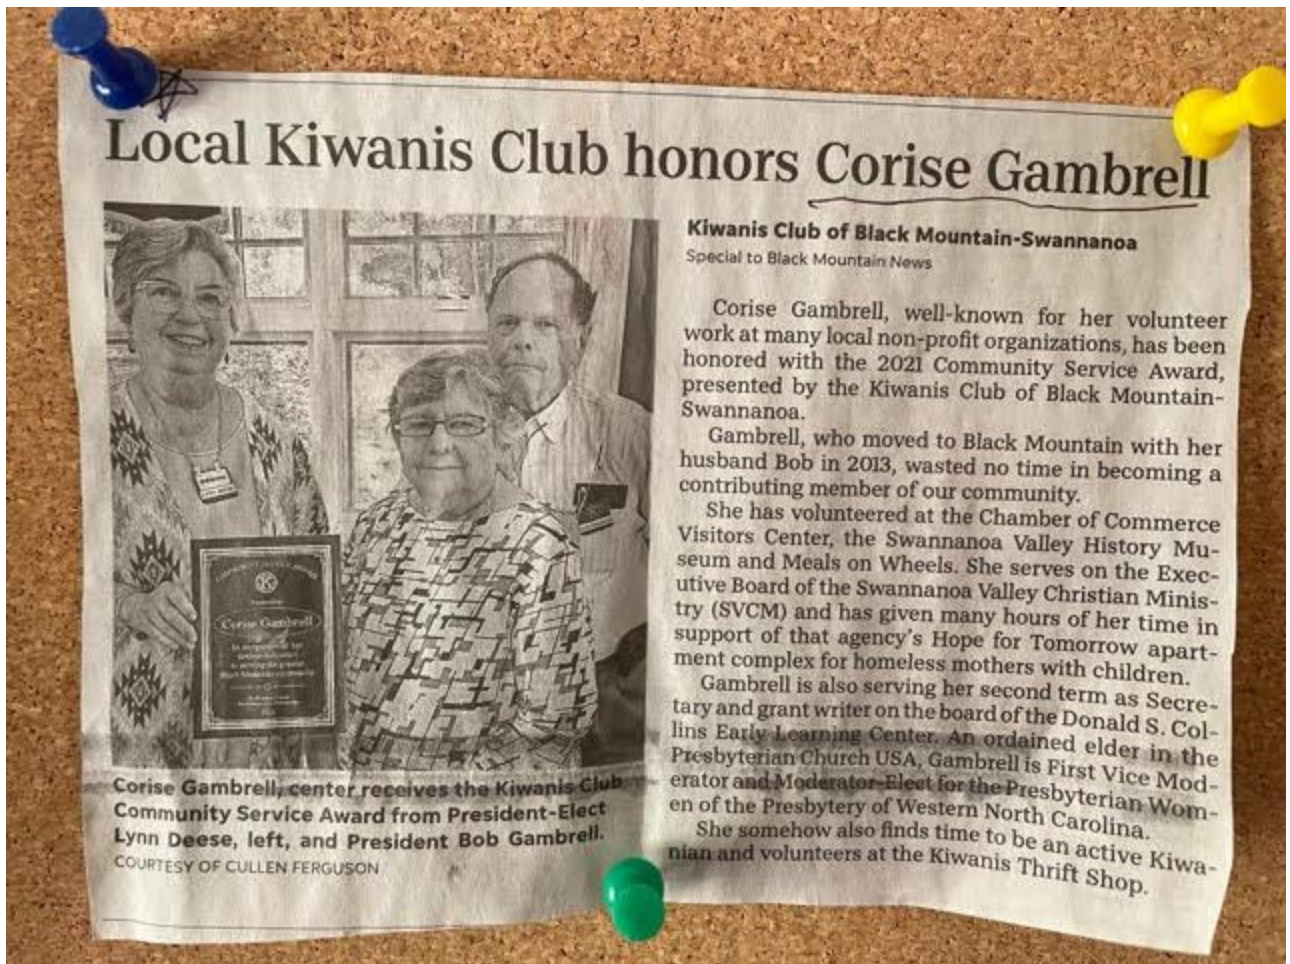 Local Kiwanis Club honors Corise Gambrell
Corise Gambrell
Corise Gambrell, center receives the Kiwanis Club
Community Service Award from President-Elect
Lynn Deese, left, and President Bob Gambrell.
COURTESY OF CULLEN FERGUSON
Kiwanis Club of Black Mountain-Swannanoa
Special to Black Mountain News
Corise Gambrell, well-known for her volunteer
work at many local non-profit organizations, has been
honored with the 2021 Community Service Award,
presented by the Kiwanis Club of Black Mountain-
Swannanoa.
Gambrell, who moved to Black Mountain with her
husband Bob in 2013, wasted no time in becoming a
contributing member of our community.
She has volunteered at the Chamber of Commerce
Visitors Center, the Swannanoa Valley History Mu-
seum and Meals on Wheels. She serves on the Exec-
utive Board of the Swannanoa Valley Christian Minis-
try (SVCM) and has given many hours of her time in
support of that agency's Hope for Tomorrow apart-
ment complex for homeless mothers with children.
Gambrell is also serving her second term as Secre-
tary and grant writer on the board of the Donald S. Col-
lins Early Learning Center. An ordained elder in the
Presbyterian Church USA, Gambrell is First Vice Mod-
erator and Moderator-Elect for the Presbyterian Wom-
en of the Presbytery of Western North Carolina.
She somehow also finds time to be an active Kiwa-
nian and volunteers at the Kiwanis Thrift Shop.